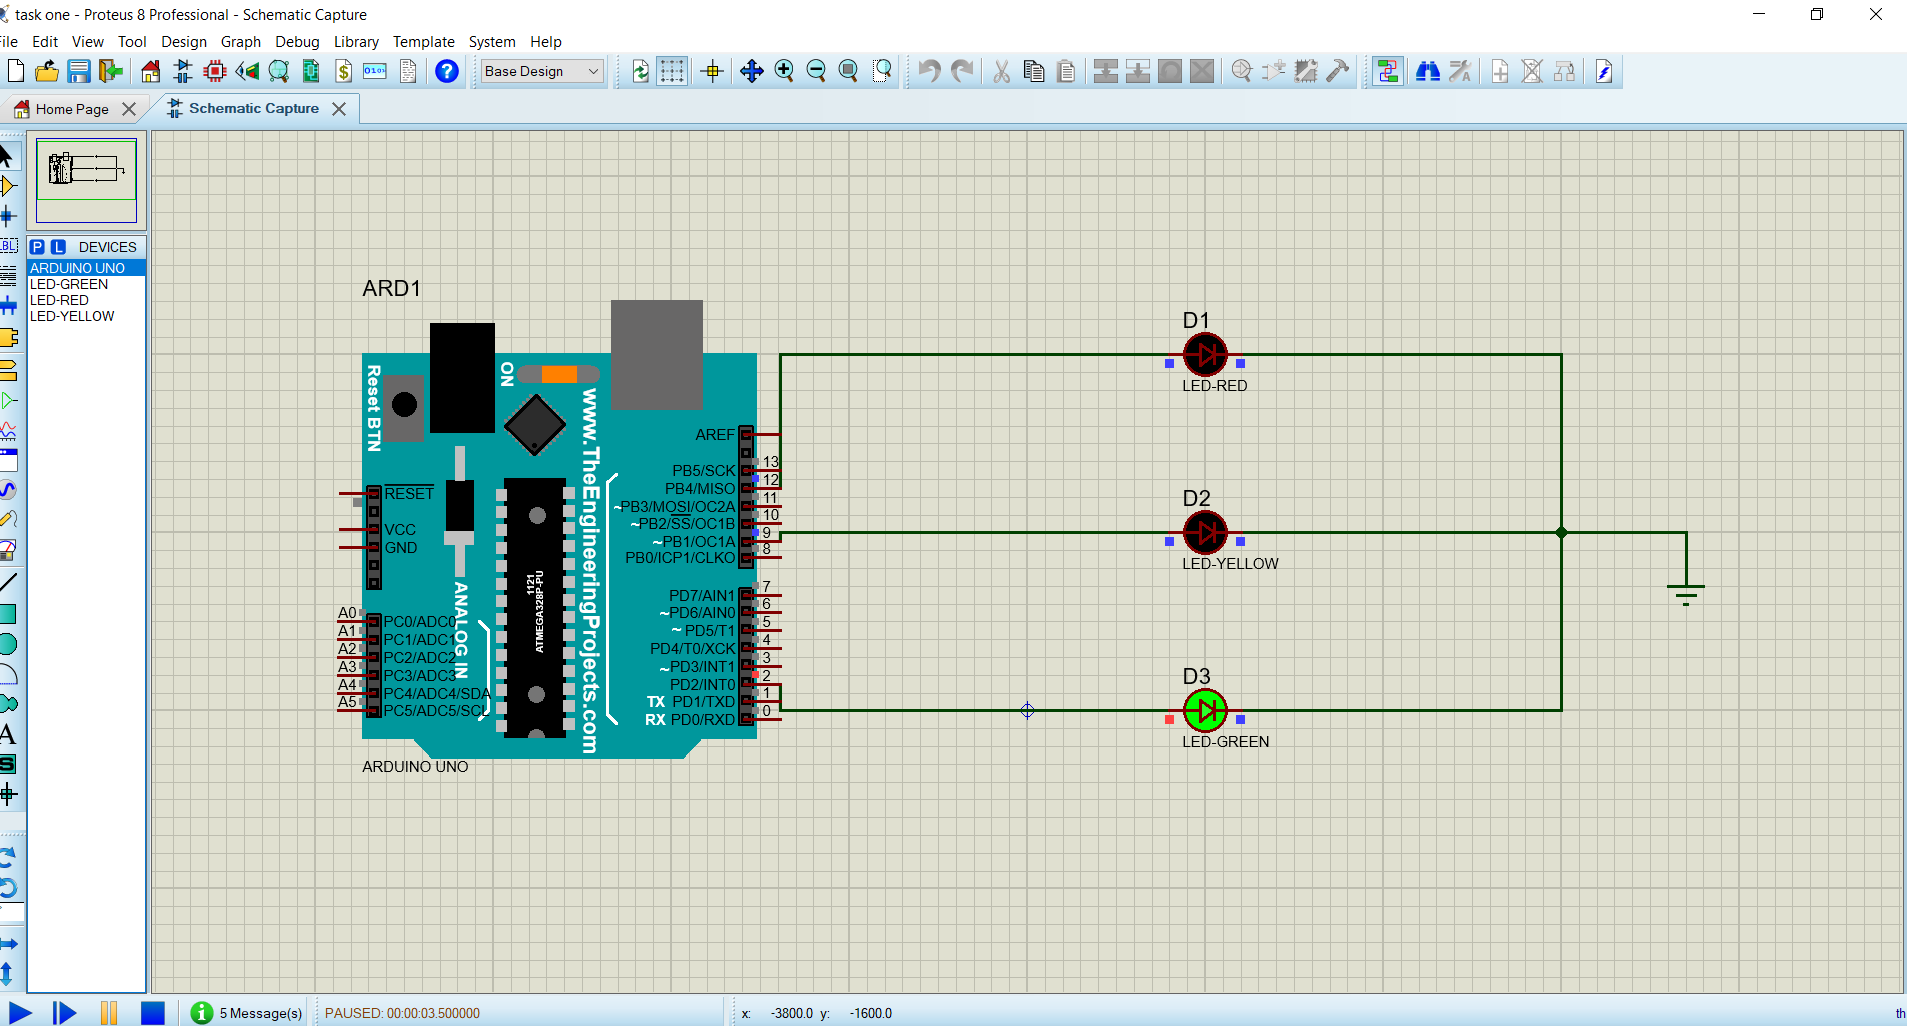 task one - Proteus 8 Professional - Schematic Capture
File Edit View Tool Design Graph Debug Library Template System Help
Base Design
Home Page
Schematic Capture
P L DEVICES
ARDUINO UNO
LED-GREEN
LED-RED
LED-YELLOW
LBL
A
S
ARD1
Reset BTN
ON
www.TheEngineeringProjects.com
ANALOG IN
1121
ATMEGA328P-PU
RESET
VCC
GND
A0 PC0/ADC0
A1 PC1/ADC1
A2 PC2/ADC2
A3 PC3/ADC3
A4 PC4/ADC4/SDA
A5 PC5/ADC5/SCL
AREF
PB5/SCK 13
PB4/MISO 12
~PB3/MOSI/OC2A 11
~PB2/SS/OC1B 10
~PB1/OC1A 9
PB0/ICP1/CLKO 8
PD7/AIN1 7
~PD6/AIN0 6
~ PD5/T1 5
PD4/T0/XCK 4
~PD3/INT1 3
PD2/INT0 2
TX PD1/TXD 1
RX PD0/RXD 0
ARDUINO UNO
D1
LED-RED
D2
LED-YELLOW
D3
LED-GREEN
5 Message(s)
PAUSED: 00:00:03.500000
x: -3800.0 y: -1600.0
th